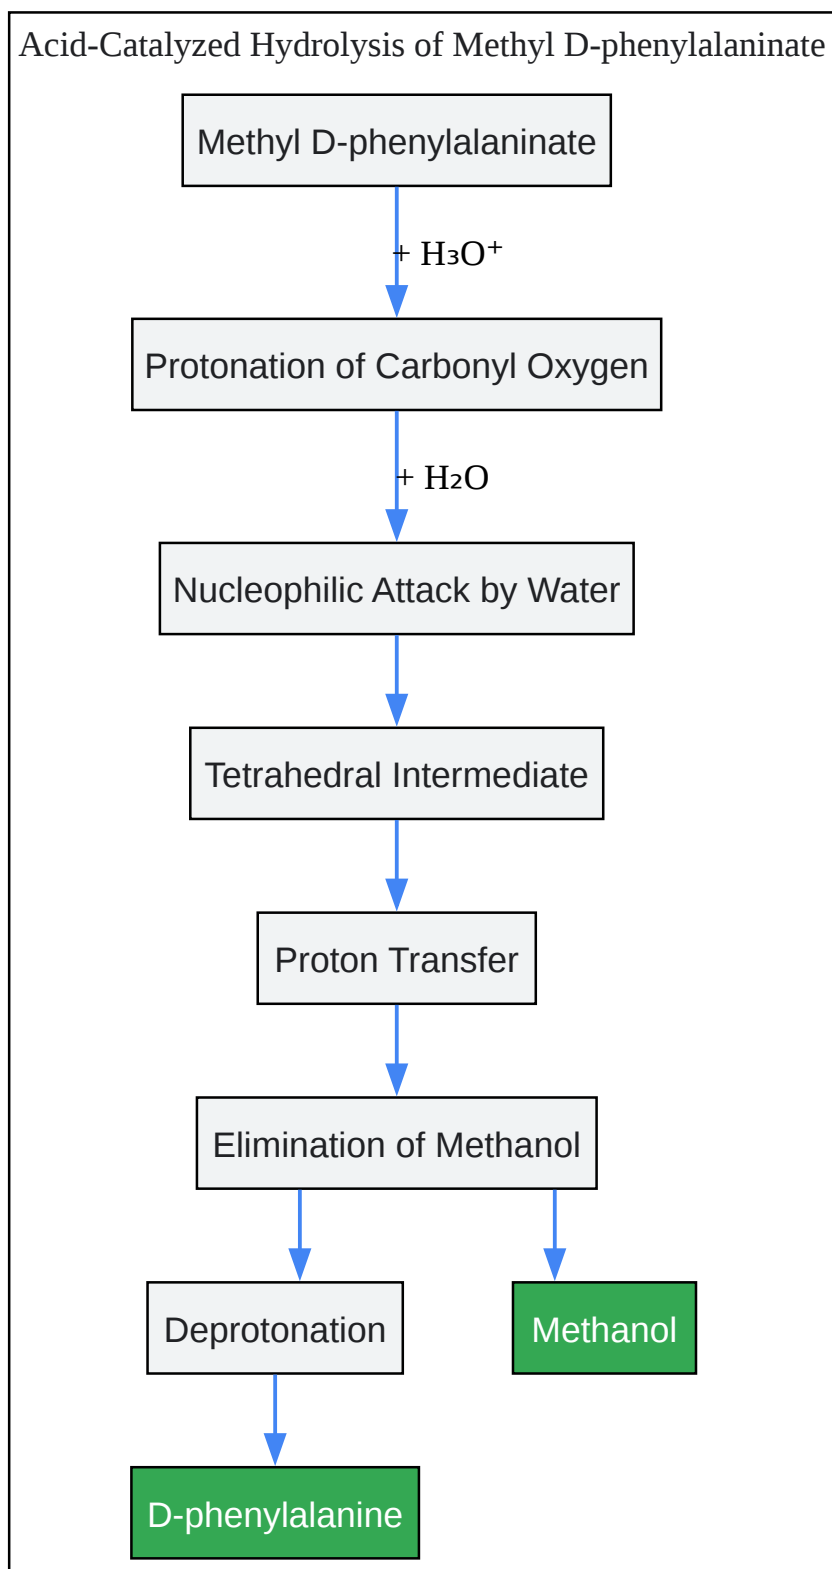 Acid-Catalyzed Hydrolysis of Methyl D-phenylalaninate
Methyl D-phenylalaninate
+ H₃O⁺
Protonation of Carbonyl Oxygen
+ H₂O
Nucleophilic Attack by Water
Tetrahedral Intermediate
Proton Transfer
Elimination of Methanol
Deprotonation
Methanol
D-phenylalanine